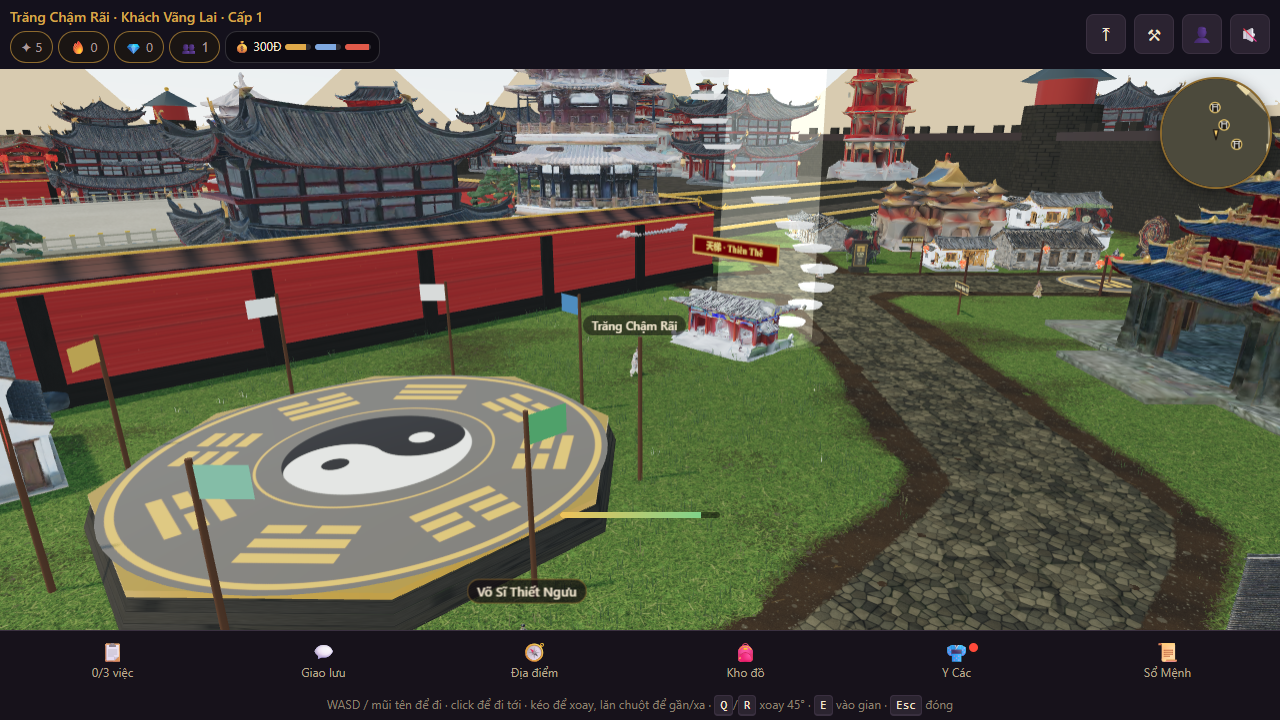 Trăng Chậm Rãi · Khách Vãng Lai · Cấp 1
5
0
0
1
300Đ
天梯 · Thiên Thê
Trăng Chậm Rãi
Võ Sĩ Thiết Ngưu
0/3 việc
Giao lưu
Địa điểm
Kho đồ
Y Các
Sổ Mệnh
WASD / mũi tên để đi · click để đi tới · kéo để xoay, lăn chuột để gần/xa · Q / R xoay 45° · E vào gian · Esc đóng